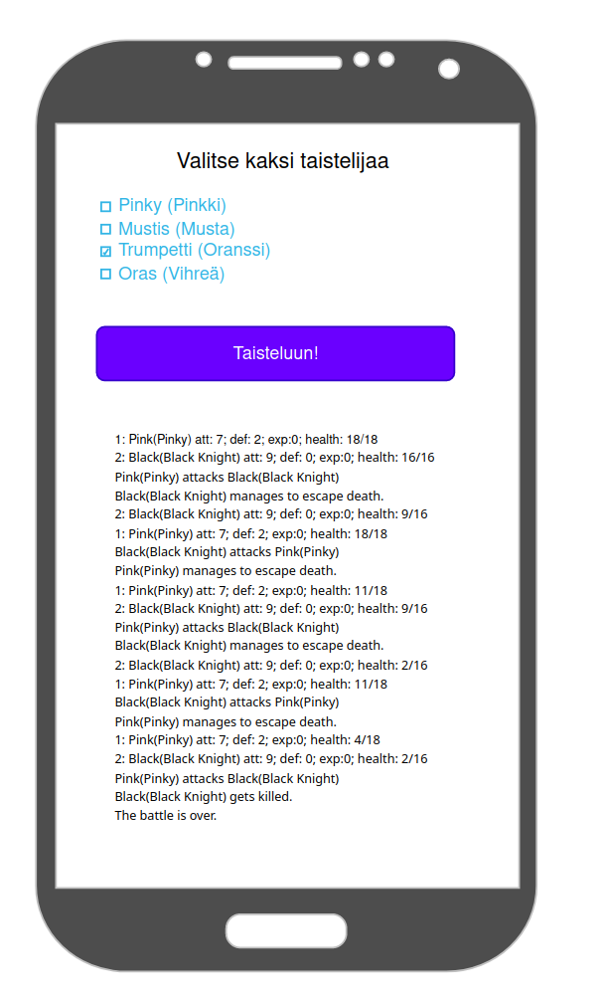 Valitse kaksi taistelijaa
Pinky (Pinkki)
Mustis (Musta)
Trumpetti (Oranssi)
Oras (Vihreä)
Taisteluun!
1: Pink(Pinky) att: 7; def: 2; exp:0; health: 18/18
2: Black(Black Knight) att: 9; def: 0; exp:0; health: 16/16
Pink(Pinky) attacks Black(Black Knight)
Black(Black Knight) manages to escape death.
2: Black(Black Knight) att: 9; def: 0; exp:0; health: 9/16
1: Pink(Pinky) att: 7; def: 2; exp:0; health: 18/18
Black(Black Knight) attacks Pink(Pinky)
Pink(Pinky) manages to escape death.
1: Pink(Pinky) att: 7; def: 2; exp:0; health: 11/18
2: Black(Black Knight) att: 9; def: 0; exp:0; health: 9/16
Pink(Pinky) attacks Black(Black Knight)
Black(Black Knight) manages to escape death.
2: Black(Black Knight) att: 9; def: 0; exp:0; health: 2/16
1: Pink(Pinky) att: 7; def: 2; exp:0; health: 11/18
Black(Black Knight) attacks Pink(Pinky)
Pink(Pinky) manages to escape death.
1: Pink(Pinky) att: 7; def: 2; exp:0; health: 4/18
2: Black(Black Knight) att: 9; def: 0; exp:0; health: 2/16
Pink(Pinky) attacks Black(Black Knight)
Black(Black Knight) gets killed.
The battle is over.